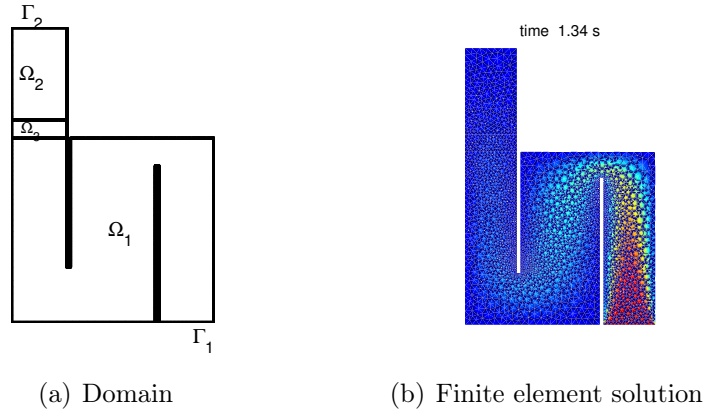 Γ2
time 1.34 s
Ω2
Ω3
Ω1
Γ1
(a) Domain
(b) Finite element solution